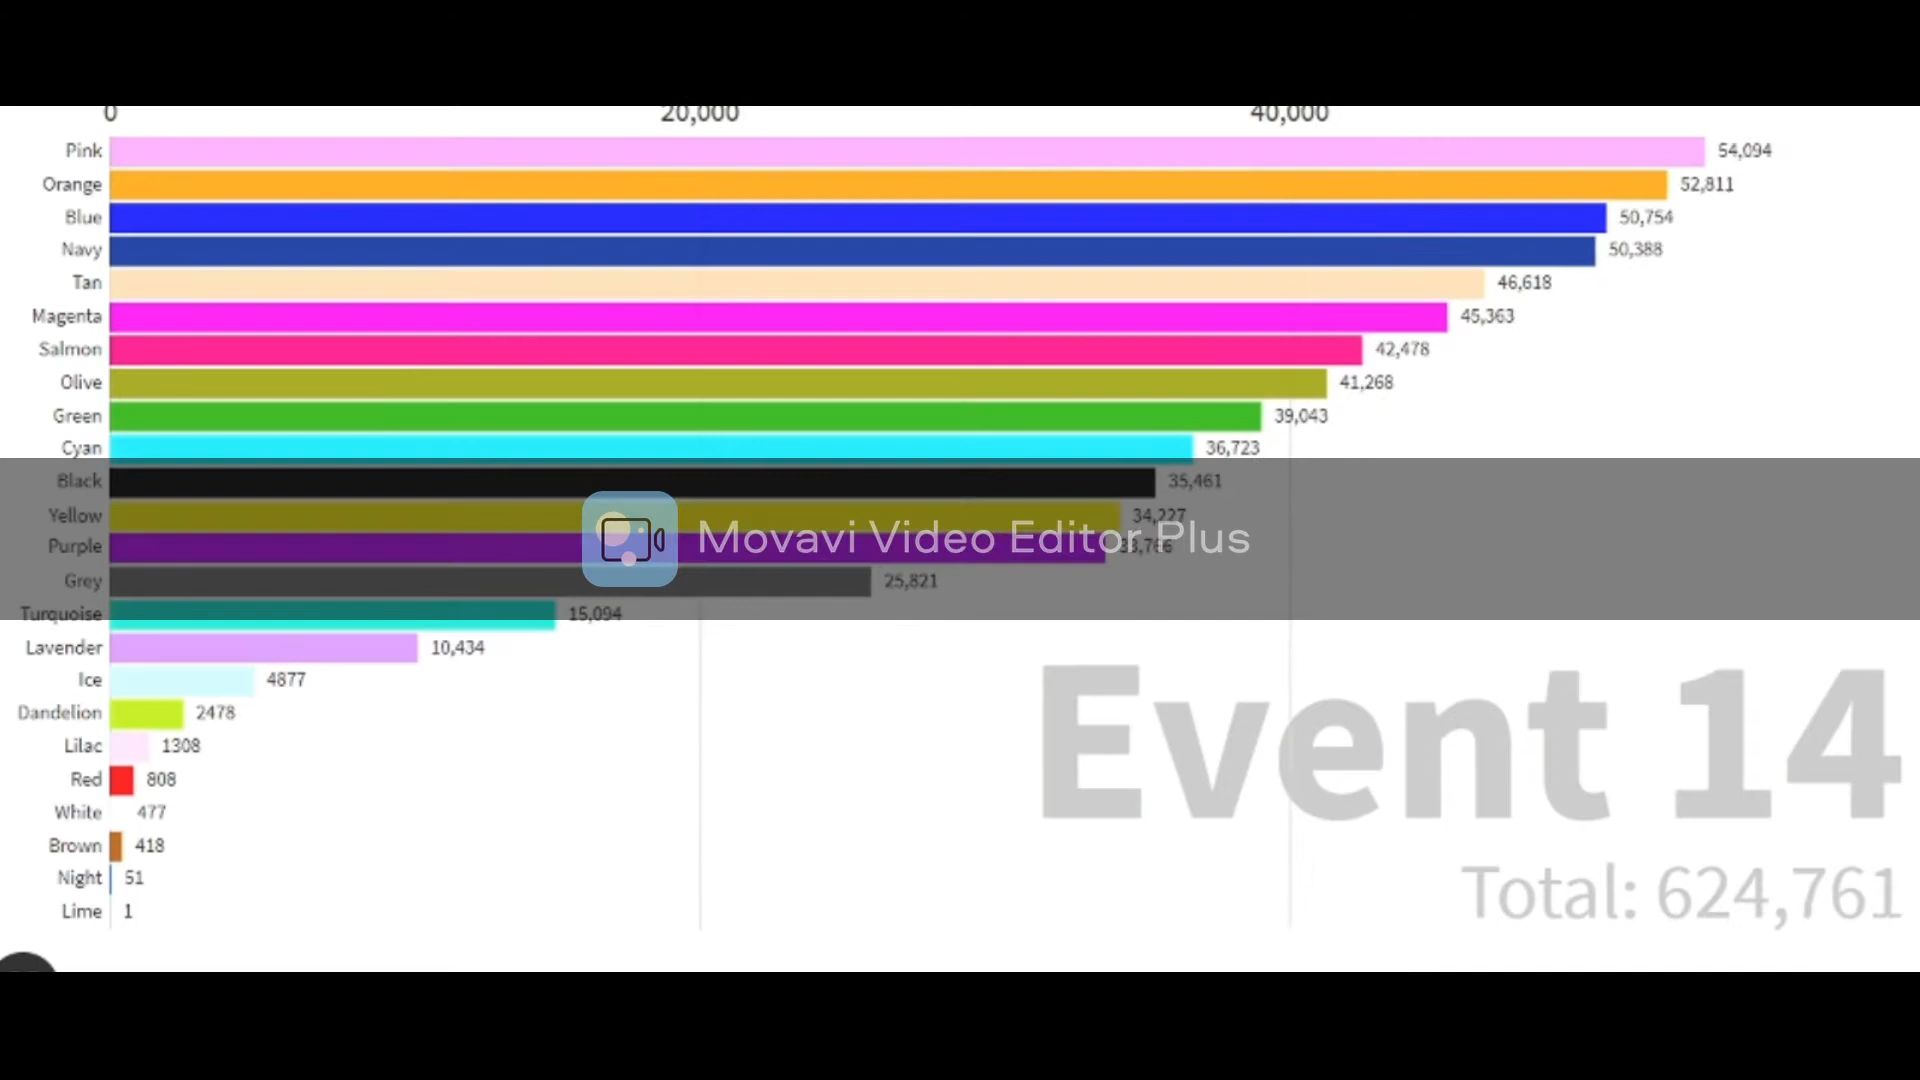 0 20,000 40,000
Pink 54,094
Orange 52,811
Blue 50,754
Navy 50,388
Tan 46,618
Magenta 45,363
Salmon 42,478
Olive 41,268
Green 39,043
Cyan 36,723
Black 35,461
Yellow 34,227
Purple 33,766
Movavi Video Editor Plus
Grey 25,821
Turquoise 15,094
Lavender 10,434
Ice 4877
Dandelion 2478
Lilac 1308
Red 808
White 477
Brown 418
Night 51
Lime 1
Event 14
Total: 624,761